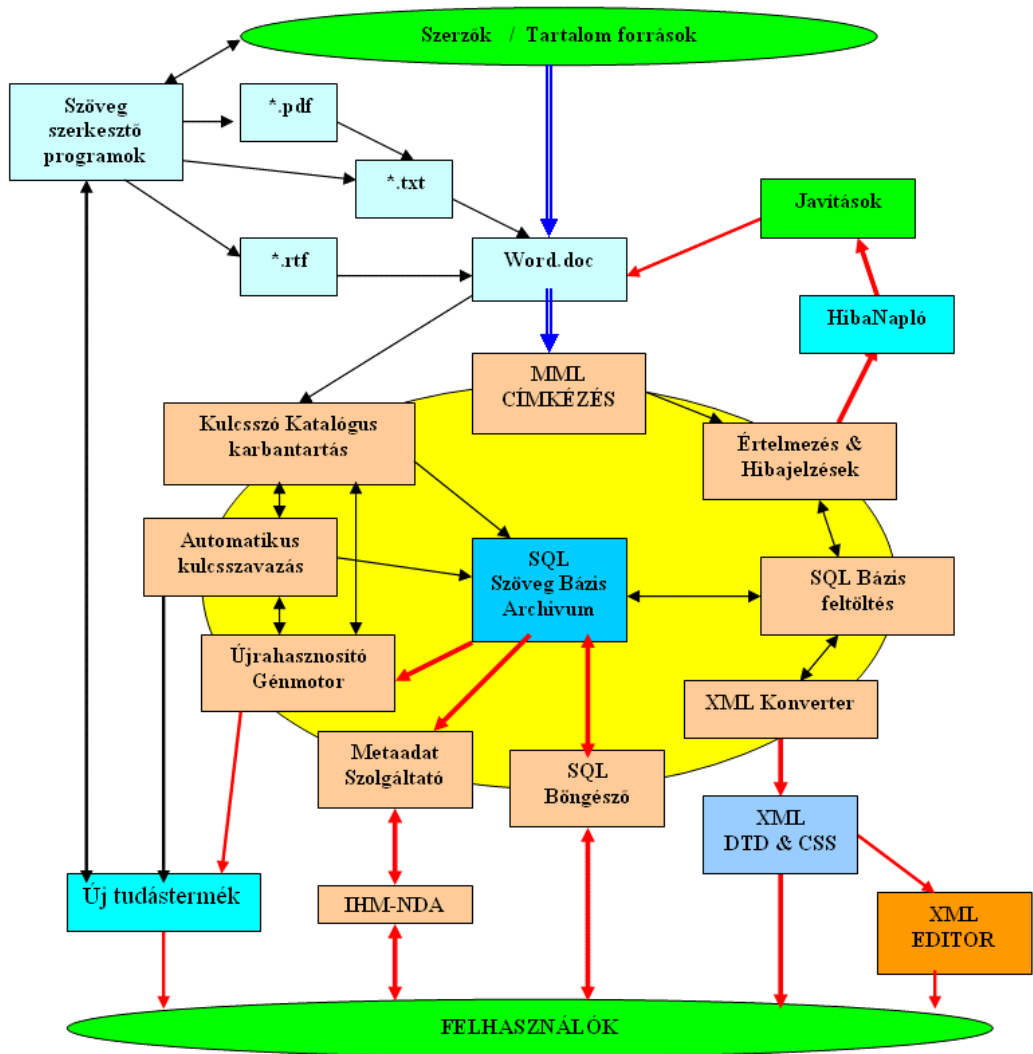 Szerzők / Tartalom források
Szöveg
szerkesztő
programok
*.pdf
*.txt
*.rtf
Word.doc
Javítások
HibaNapló
MML
CÍMKÉZÉS
Kulcsszó Katalógus
karbantartás
Értelmezés &
Hibajelzések
Automatikus
kulcsszavazás
SQL
Szöveg Bázis
Archivum
SQL Bázis
feltöltés
Újrahasznosító
Génmotor
XML Konverter
Metaadat
Szolgáltató
SQL
Böngésző
XML
DTD & CSS
Új tudástermék
IHM-NDA
XML
EDITOR
FELHASZNÁLÓK